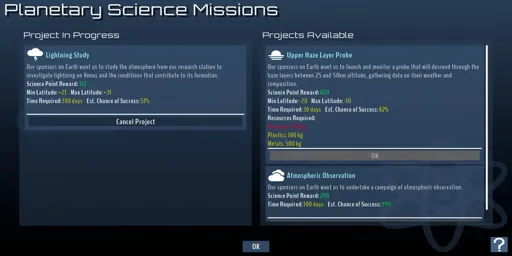 Planetary Science Missions
Project In Progress
Lightning Study
Our sponsors on Earth want us to study the atmosphere from our research station to
investigate lightning on Venus and the conditions that contribute to its formation.
Science Point Reward:
Min Latitude: +21 Max Latitude: +31
Time Required: 180 days Est. Chance of Success: 51%
Cancel Project
Projects Available
Upper Haze Layer Probe
Our sponsors on Earth want us to launch and monitor a probe that will descend through the
haze layers between 25 and 50km altitude, gathering data on their weather and
composition.
Science Point Reward: 420
Min Latitude: -20 Max Latitude: -10
Time Required: 30 days Est. Chance of Success: 82%
Resources Required:
Plastics: 100 kg
Metals: 500 kg
OK
Atmospheric Observation
Our sponsors on Earth want us to undertake a campaign of atmospheric observation.
Science Point Reward: 200
Time Required: 100 days Est. Chance of Success:
OK
?